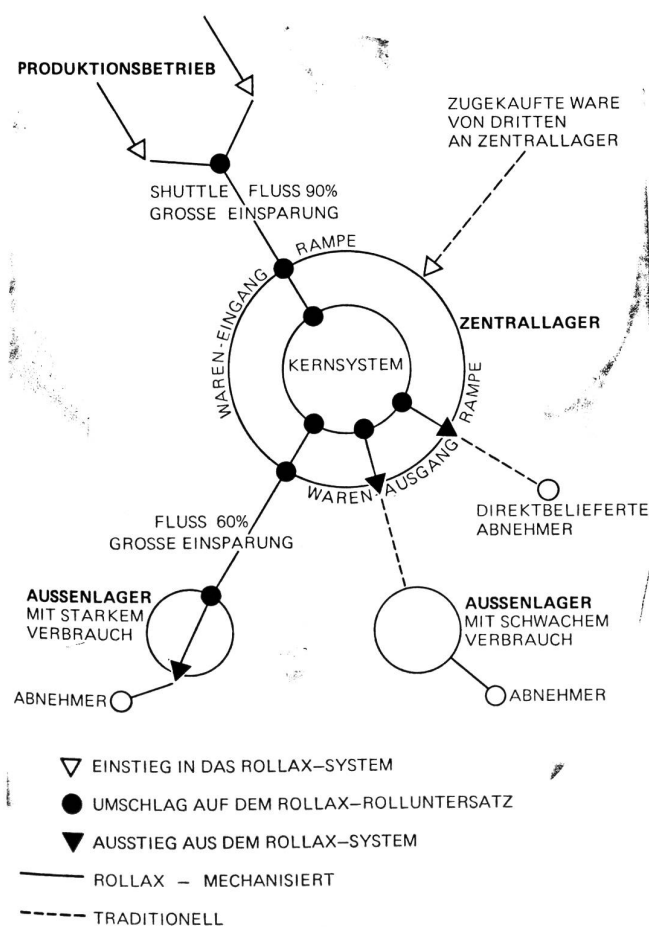 PRODUKTIONSBETRIEB
ZUGEKAUFTE WARE
VON DRITTEN
AN ZENTRALLAGER
SHUTTLE FLUSS 90%
GROSSE EINSPARUNG
RAMPE
WAREN-EINGANG
ZENTRALLAGER
KERNSYSTEM
RAMPE
WAREN-AUSGANG
DIREKTBELIEFERTE
ABNEHMER
FLUSS 60%
GROSSE EINSPARUNG
AUSSENLAGER
MIT STARKEM
VERBRAUCH
AUSSENLAGER
MIT SCHWACHEM
VERBRAUCH
ABNEHMER
ABNEHMER
EINSTIEG IN DAS ROLLAX-SYSTEM
UMSCHLAG AUF DEM ROLLAX-ROLLUNTERSATZ
AUSSTIEG AUS DEM ROLLAX-SYSTEM
ROLLAX - MECHANISIERT
TRADITIONELL